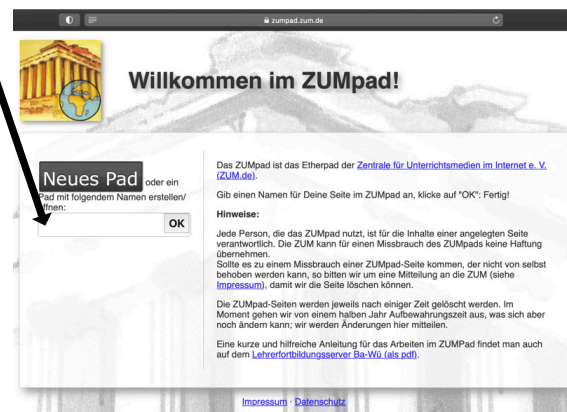 zumpad.zum.de
Willkommen im ZUMpad!
Neues Pad oder ein
Pad mit folgendem Namen erstellen/
öffnen:
OK
Das ZUMpad ist das Etherpad der Zentrale für Unterrichtsmedien im Internet e. V.
(ZUM.de).
Gib einen Namen für Deine Seite im ZUMpad an, klicke auf "OK": Fertig!
Hinweise:
Jede Person, die das ZUMpad nutzt, ist für die Inhalte einer angelegten Seite
verantwortlich. Die ZUM kann für einen Missbrauch des ZUMpads keine Haftung
übernehmen.
Sollte es zu einem Missbrauch einer ZUMpad-Seite kommen, der nicht von selbst
behoben werden kann, so bitten wir um eine Mitteilung an die ZUM (siehe
Impressum), damit wir die Seite löschen können.
Die ZUMpad-Seiten werden jeweils nach einiger Zeit gelöscht werden. Im
Moment gehen wir von einem halben Jahr Aufbewahrungszeit aus, was sich aber
noch ändern kann; wir werden Änderungen hier mitteilen.
Eine kurze und hilfreiche Anleitung für das Arbeiten im ZUMPad findet man auch
auf dem Lehrerfortbildungsserver Ba-Wü (als pdf).
Impressum · Datenschutz